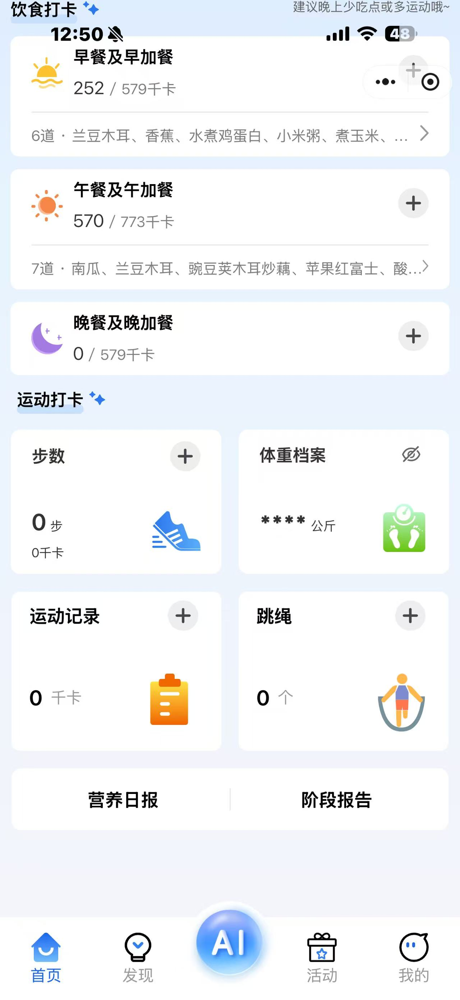 饮食打卡
建议晚上少吃点或多运动哦~
12:50
48
早餐及早加餐
252 / 579千卡
6道 · 兰豆木耳、香蕉、水煮鸡蛋白、小米粥、煮玉米、...
午餐及午加餐
570 / 773千卡
7道 · 南瓜、兰豆木耳、豌豆荚木耳炒藕、苹果红富士、酸...
晚餐及晚加餐
0 / 579千卡
运动打卡
步数
体重档案
0 步
**** 公斤
0千卡
运动记录
跳绳
0 千卡
0 个
营养日报
阶段报告
AI
首页
发现
活动
我的